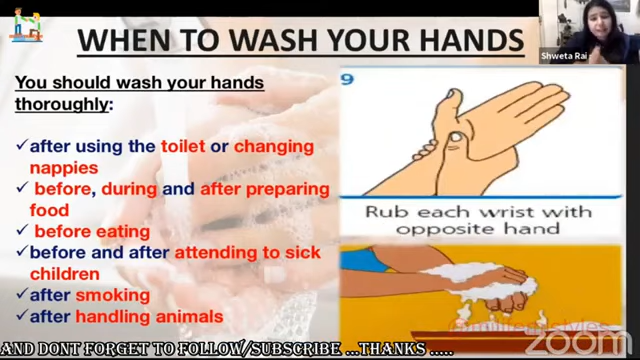 WHEN TO WASH YOUR HANDS
Shweta Rai
You should wash your hands
thoroughly:
✓after using the toilet or changing
nappies
✓ before, during and after preparing
food
✓ before eating
✓before and after attending to sick
children
✓after smoking
✓after handling animals
9
Rub each wrist with
opposite hand
zoom
AND DONT FORGET TO FOLLOW/SUBSCRIBE ...THANKS .....